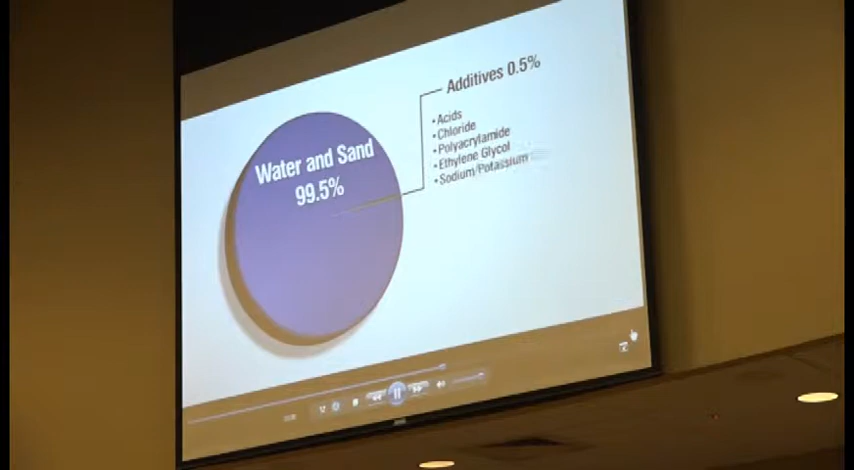 Water and Sand
99.5%
Additives 0.5%
•Acids
•Chloride
•Polyacrylamide
•Ethylene Glycol
•Sodium/Potassium